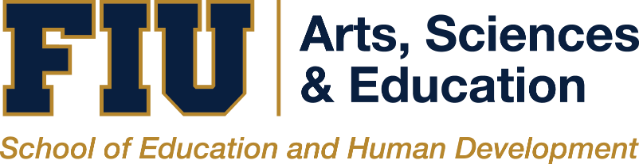 FIU
Arts, Sciences
& Education
School of Education and Human Development